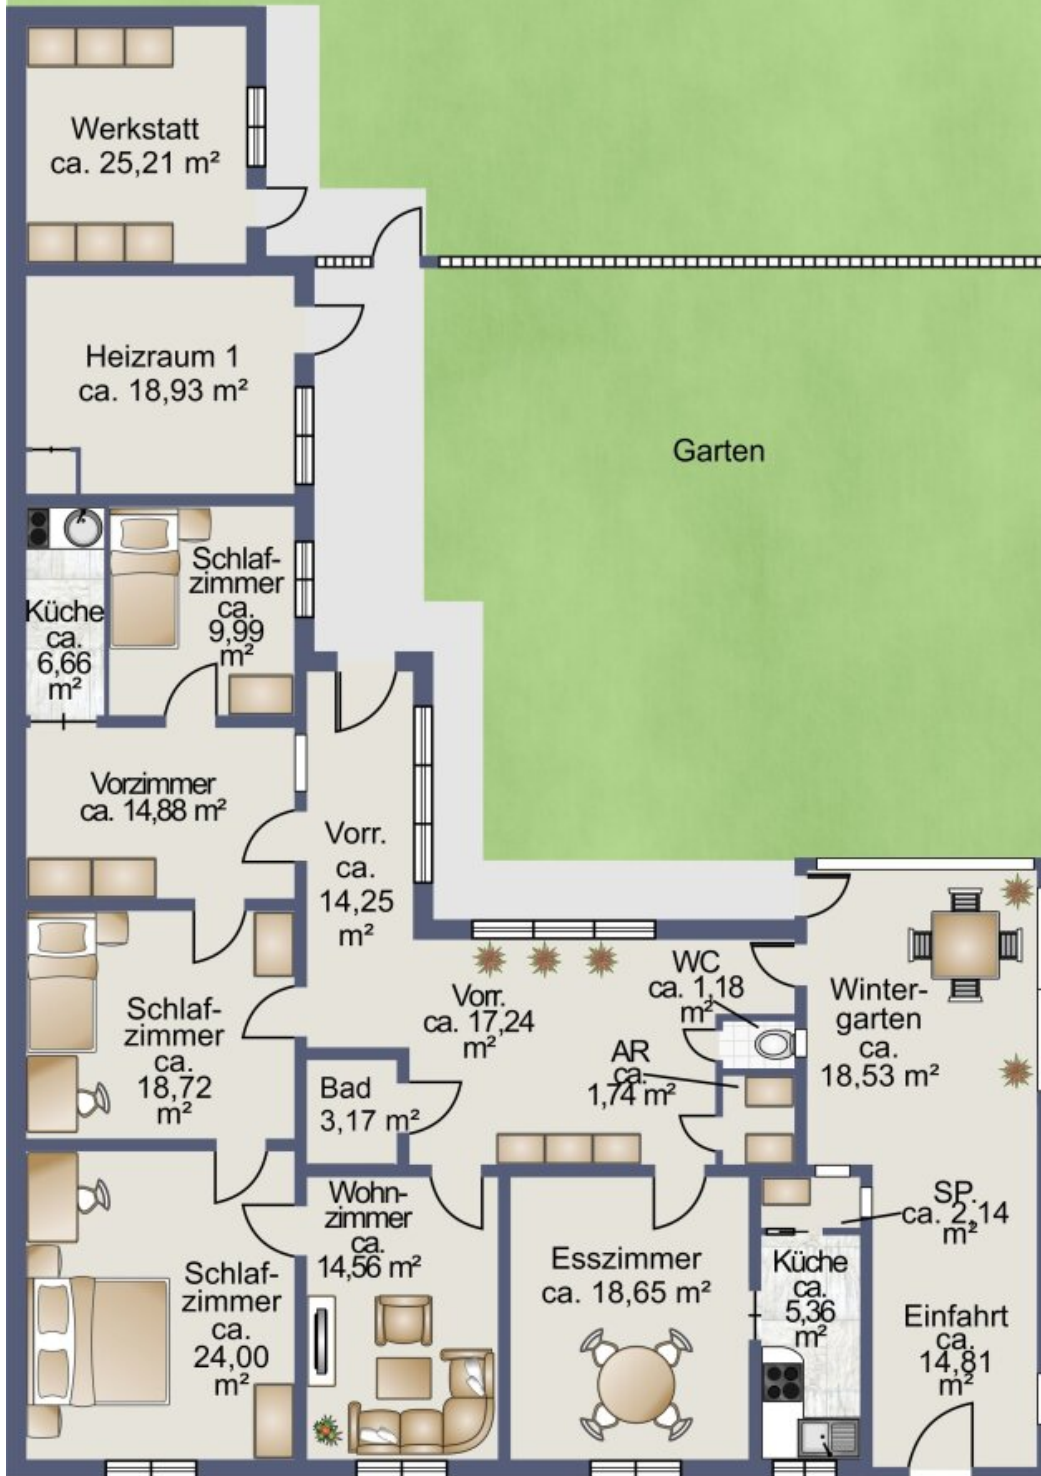 Werkstatt
ca. 25,21 m²
Heizraum 1
ca. 18,93 m²
Garten
Schlaf-
zimmer
ca.
9,99
m²
Küche
ca.
6,66
m²
Vorzimmer
ca. 14,88 m²
Vorr.
ca.
14,25
m²
Schlaf-
zimmer
ca.
18,72
m²
Vorr.
ca. 17,24
m²
WC
ca. 1,18
m²
AR
ca.
1,74 m²
Winter-
garten
ca.
18,53 m²
Bad
3,17 m²
Schlaf-
zimmer
ca.
24,00
m²
Wohn-
zimmer
ca.
14,56 m²
Esszimmer
ca. 18,65 m²
Küche
ca.
5,36
m²
SP.
ca. 2,14
m²
Einfahrt
ca.
14,81
m²